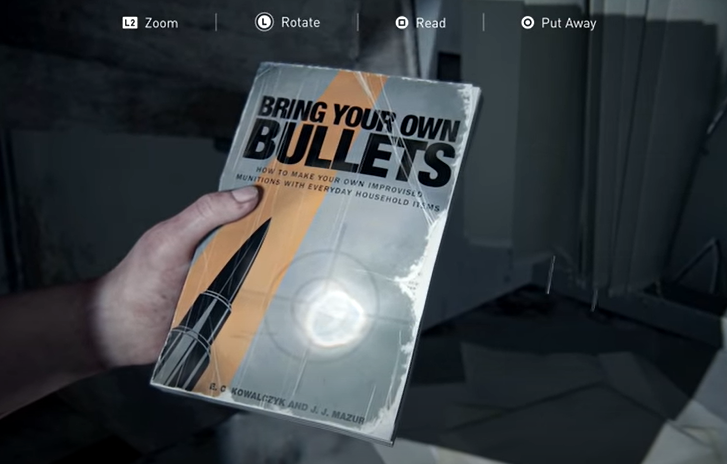 L2 Zoom L Rotate Read Put Away
BRING YOUR OWN
BULLETS
HOW TO MAKE YOUR OWN IMPROVISED
MUNITIONS WITH EVERYDAY HOUSEHOLD ITEMS
KOWALCZYK AND J. J. MAZUR